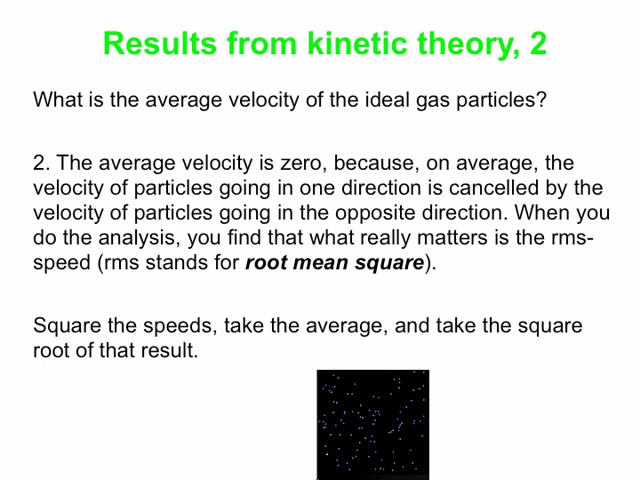 Results from kinetic theory, 2
What is the average velocity of the ideal gas particles?
2. The average velocity is zero, because, on average, the
velocity of particles going in one direction is cancelled by the
velocity of particles going in the opposite direction. When you
do the analysis, you find that what really matters is the rms-
speed (rms stands for root mean square).
Square the speeds, take the average, and take the square
root of that result.